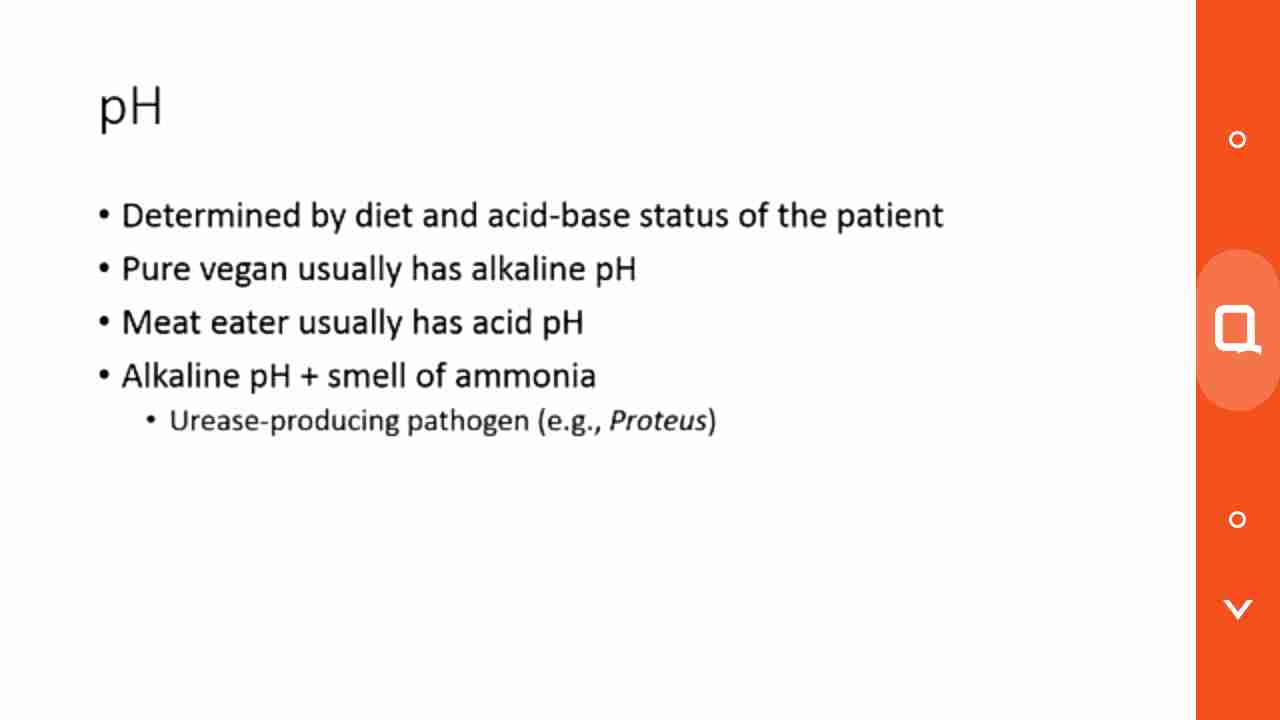 pH
• Determined by diet and acid-base status of the patient
• Pure vegan usually has alkaline pH
• Meat eater usually has acid pH
• Alkaline pH + smell of ammonia
• Urease-producing pathogen (e.g., Proteus)